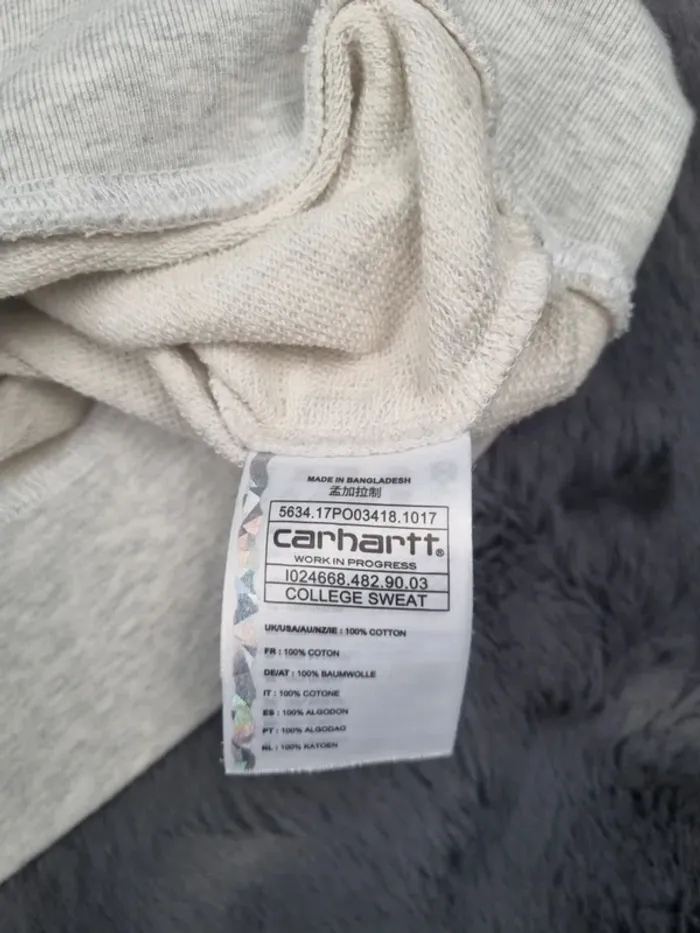 MADE IN BANGLADESH
孟加拉制
5634.17PO03418.1017
carhartt®
WORK IN PROGRESS
I024668.482.90.03
COLLEGE SWEAT
UK/USA/AU/NZ/IE : 100% COTTON
FR : 100% COTON
DE/AT : 100% BAUMWOLLE
IT : 100% COTONE
ES : 100% ALGODON
PT : 100% ALGODAO
NL : 100% KATOEN